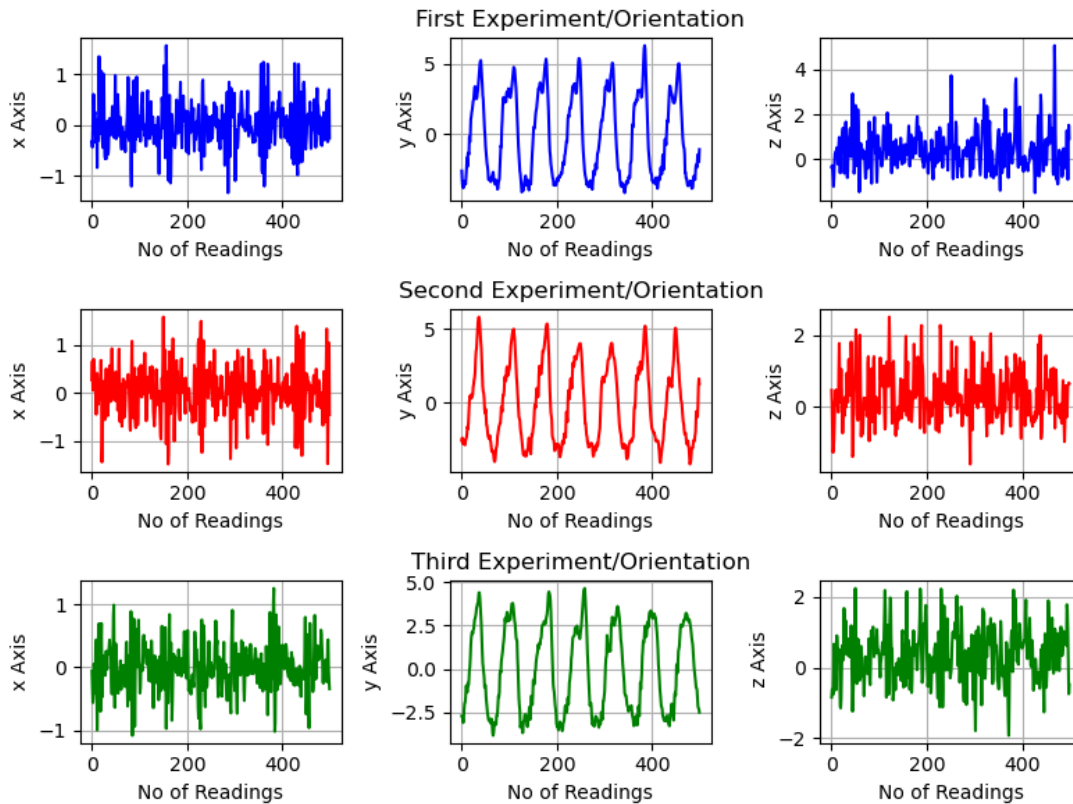 First Experiment/Orientation
x Axis
1
0
−1
0
200
400
No of Readings
y Axis
5
0
0
200
400
No of Readings
z Axis
4
2
0
0
200
400
No of Readings
Second Experiment/Orientation
x Axis
1
0
−1
0
200
400
No of Readings
y Axis
5
0
0
200
400
No of Readings
z Axis
2
0
0
200
400
No of Readings
Third Experiment/Orientation
x Axis
1
0
−1
0
200
400
No of Readings
y Axis
5.0
2.5
0.0
−2.5
0
200
400
No of Readings
z Axis
2
0
−2
0
200
400
No of Readings